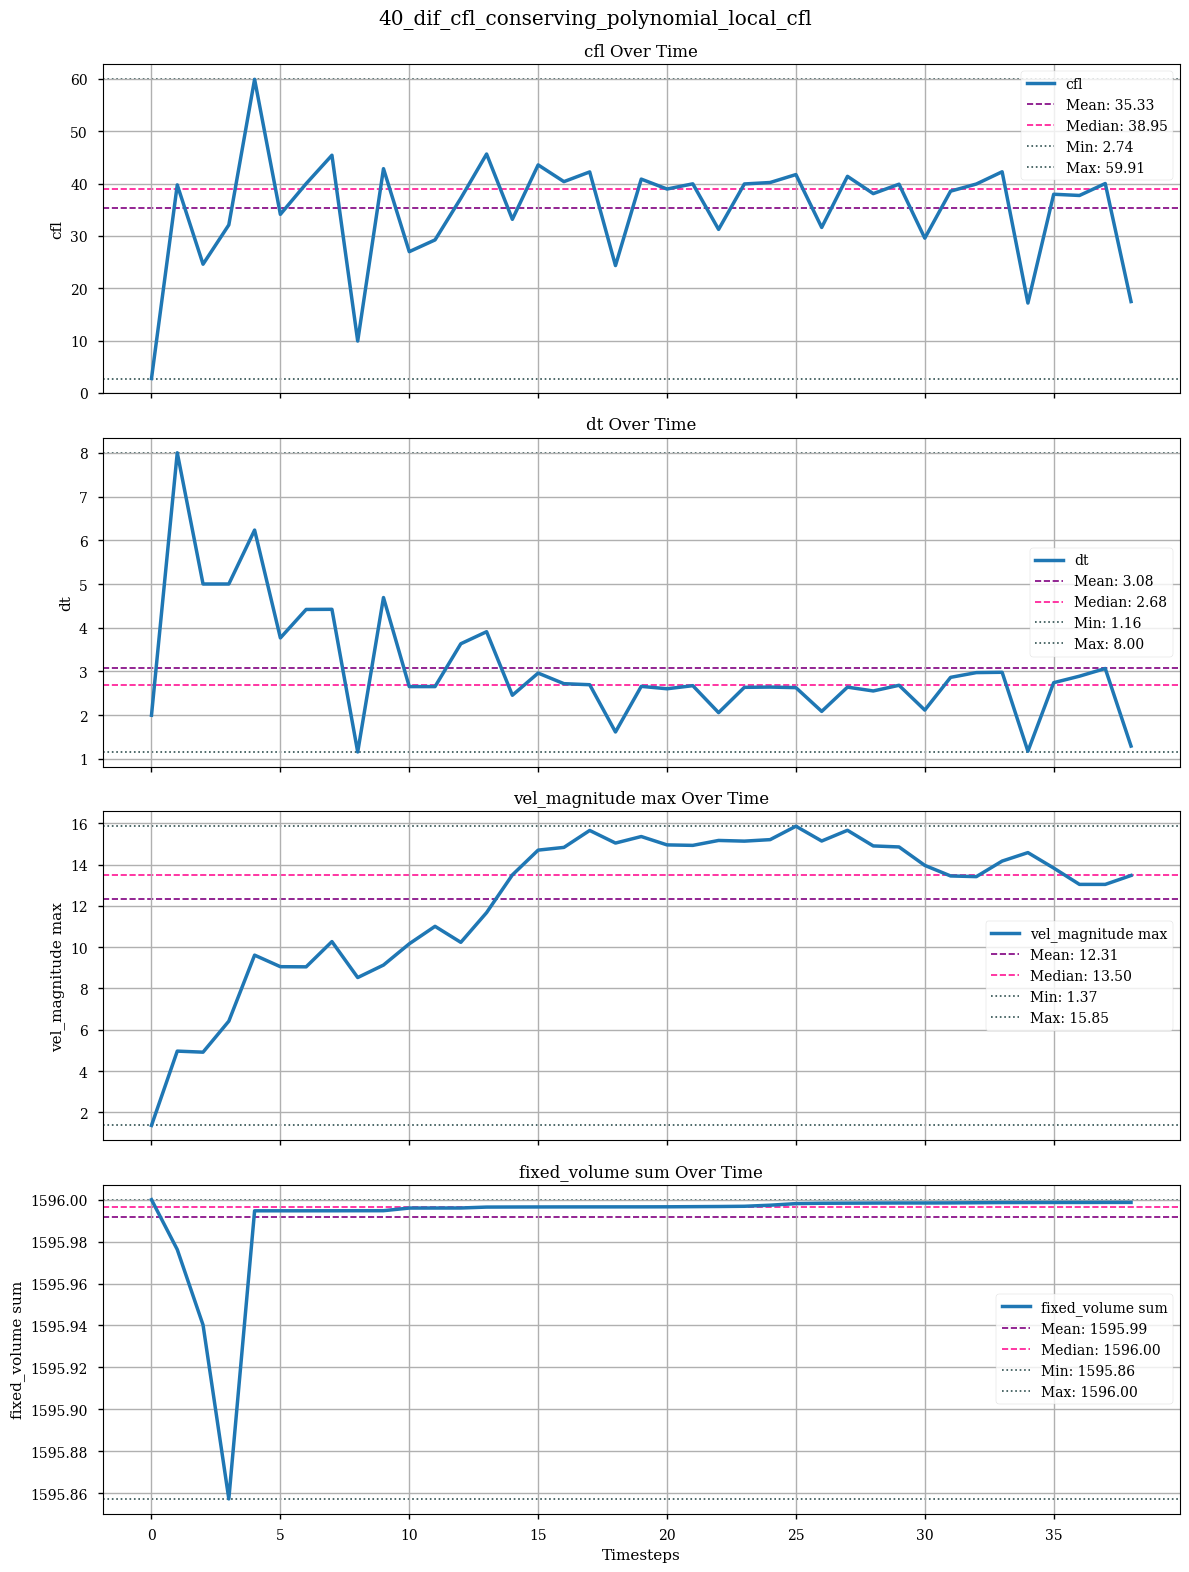 40_dif_cfl_conserving_polynomial_local_cfl
cfl Over Time
60
50
40
30
20
10
0
cfl
cfl
Mean: 35.33
Median: 38.95
Min: 2.74
Max: 59.91
dt Over Time
8
7
6
5
4
3
2
1
dt
dt
Mean: 3.08
Median: 2.68
Min: 1.16
Max: 8.00
vel_magnitude max Over Time
16
14
12
10
8
6
4
2
vel_magnitude max
vel_magnitude max
Mean: 12.31
Median: 13.50
Min: 1.37
Max: 15.85
fixed_volume sum Over Time
1596.00
1595.98
1595.96
1595.94
1595.92
1595.90
1595.88
1595.86
fixed_volume sum
fixed_volume sum
Mean: 1595.99
Median: 1596.00
Min: 1595.86
Max: 1596.00
0 5 10 15 20 25 30 35
Timesteps